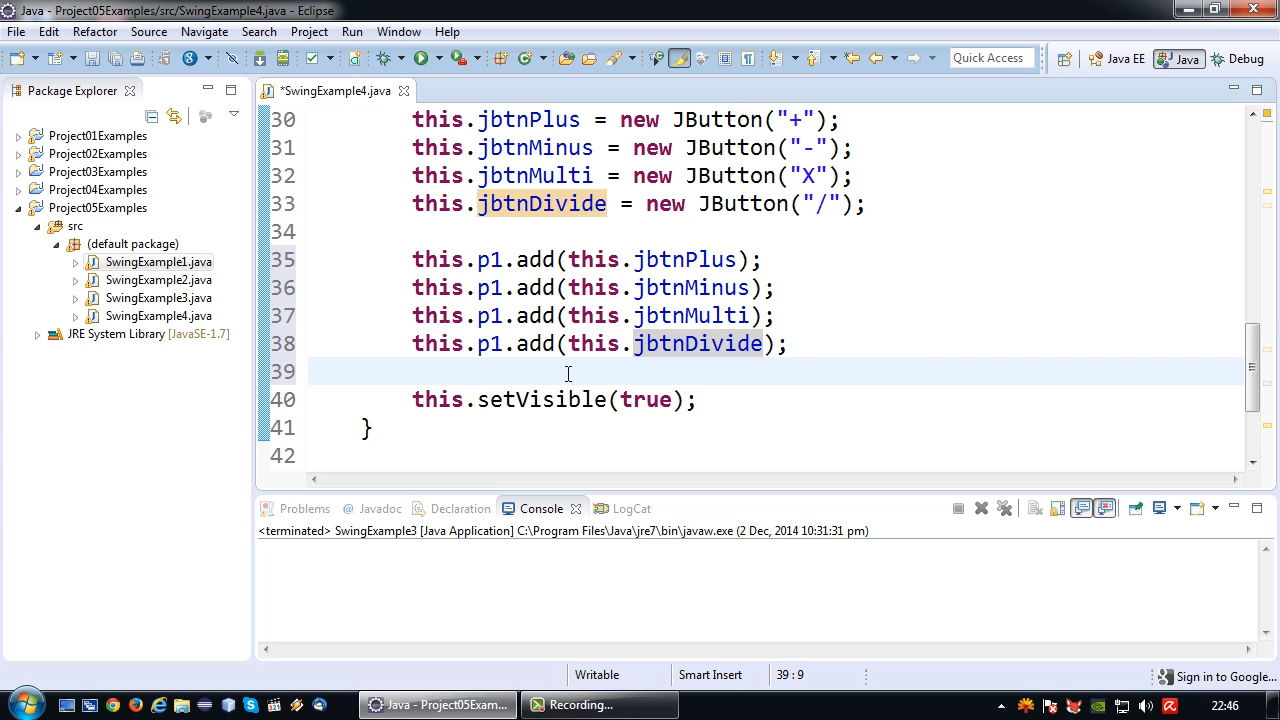 Java - Project05Examples/src/SwingExample4.java - Eclipse
File Edit Refactor Source Navigate Search Project Run Window Help
Quick Access
Java EE
Java
Debug
Package Explorer
*SwingExample4.java
Project01Examples
Project02Examples
Project03Examples
Project04Examples
Project05Examples
src
(default package)
SwingExample1.java
SwingExample2.java
SwingExample3.java
SwingExample4.java
JRE System Library [JavaSE-1.7]
30 this.jbtnPlus = new JButton("+");
31 this.jbtnMinus = new JButton("-");
32 this.jbtnMulti = new JButton("X");
33 this.jbtnDivide = new JButton("/");
34
35 this.p1.add(this.jbtnPlus);
36 this.p1.add(this.jbtnMinus);
37 this.p1.add(this.jbtnMulti);
38 this.p1.add(this.jbtnDivide);
39
40 this.setVisible(true);
41 }
42
Problems @ Javadoc Declaration Console LogCat
<terminated> SwingExample3 [Java Application] C:\Program Files\Java\jre7\bin\javaw.exe (2 Dec, 2014 10:31:31 pm)
Writable Smart Insert 39 : 9
Sign in to Google...
Java - Project05Exam...
Recording...
22:46